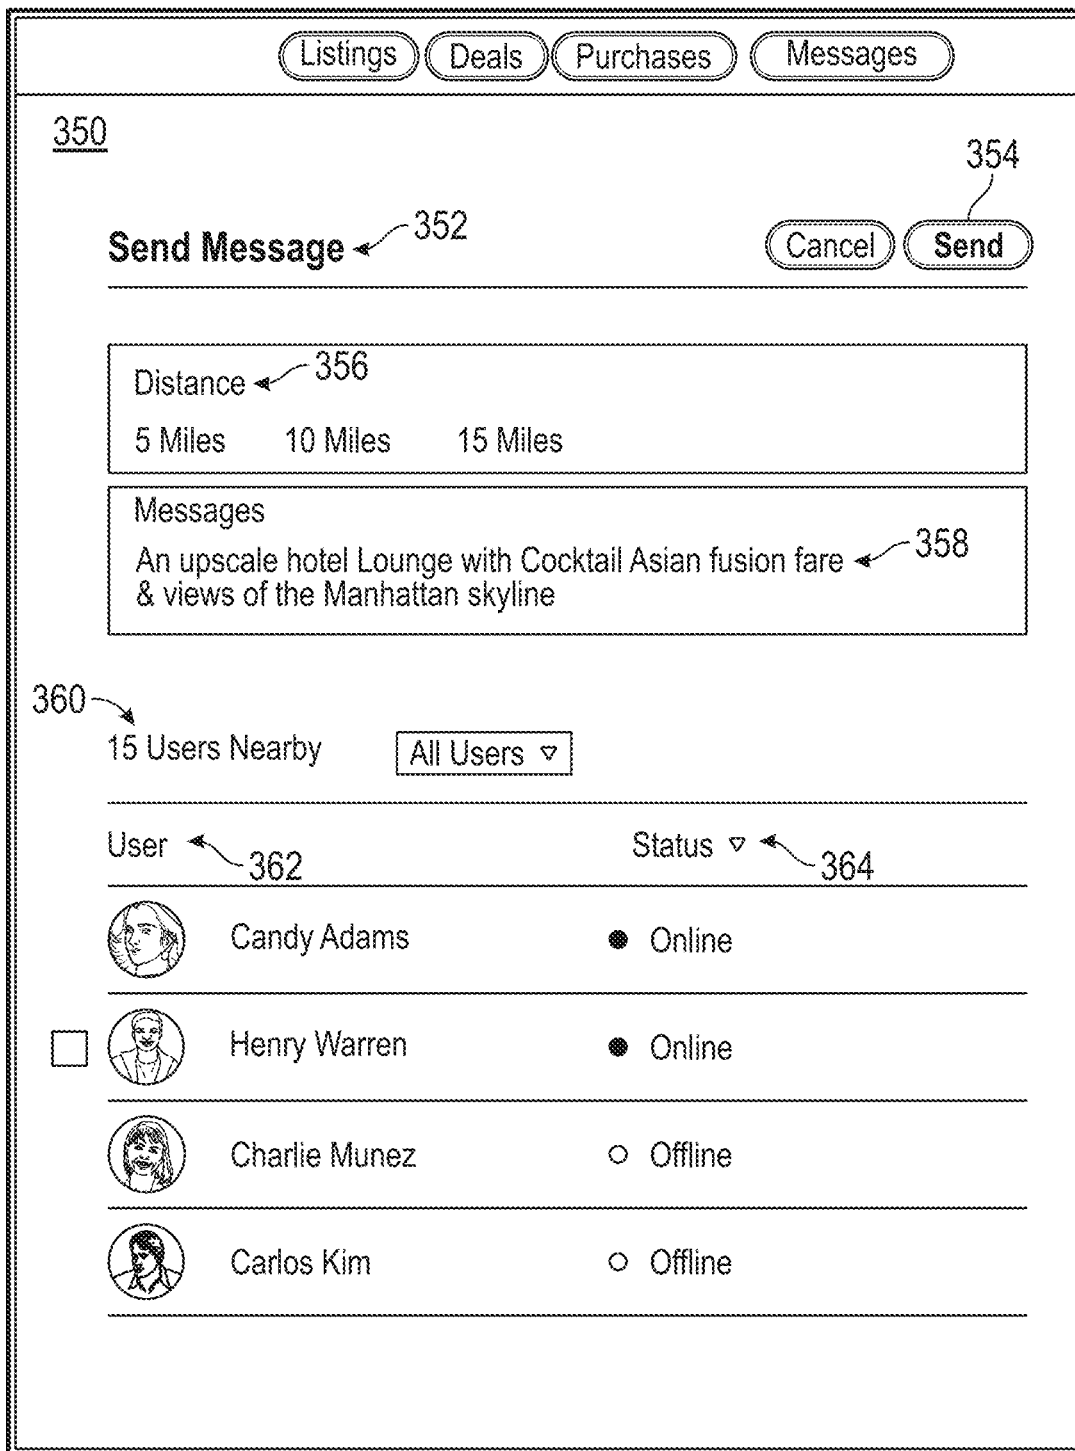 Listings Deals Purchases Messages
350
354
Send Message 352 Cancel Send
Distance 356
5 Miles 10 Miles 15 Miles
Messages
An upscale hotel Lounge with Cocktail Asian fusion fare 358
& views of the Manhattan skyline
360
15 Users Nearby All Users
User 362 Status 364
Candy Adams Online
Henry Warren Online
Charlie Munez Offline
Carlos Kim Offline